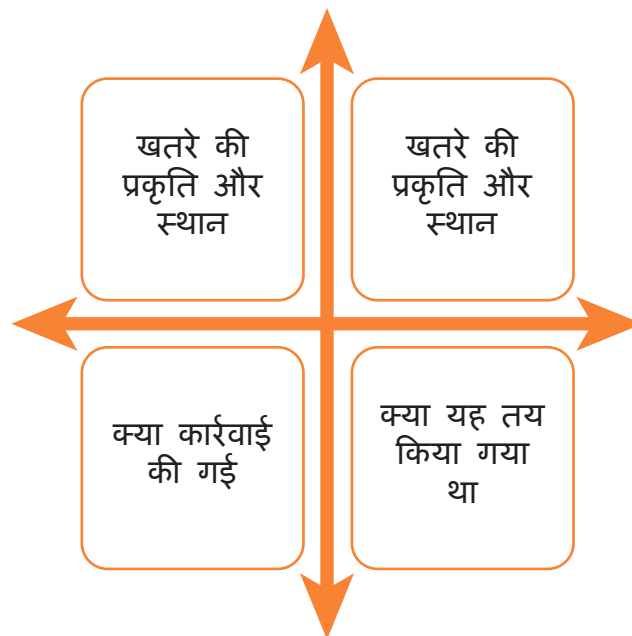 खतरे की
प्रकृति और
स्थान
खतरे की
प्रकृति और
स्थान
क्या कार्रवाई
की गई
क्या यह तय
किया गया
था